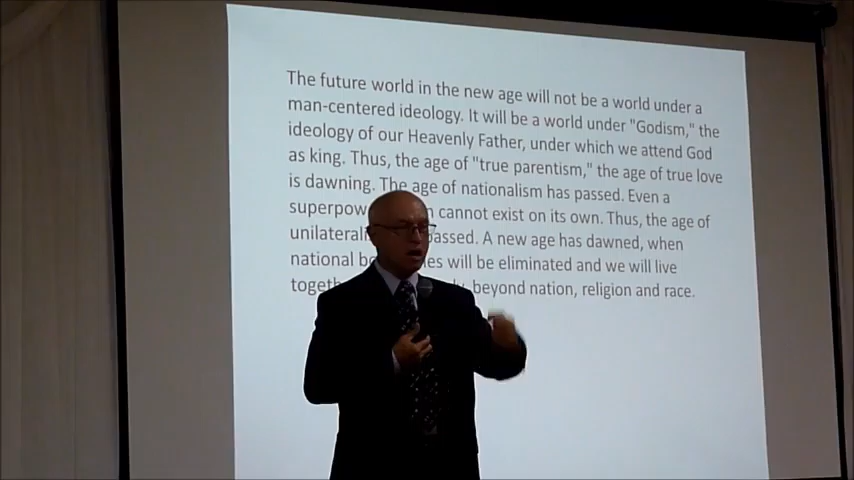 The future world in the new age will not be a world under a
man-centered ideology. It will be a world under "Godism," the
ideology of our Heavenly Father, under which we attend God
as king. Thus, the age of "true parentism," the age of true love
is dawning. The age of nationalism has passed. Even a
cannot exist on its own. Thus, the age of
passed. A new age has dawned, when
national will be eliminated and we will live
beyond nation, religion and race.